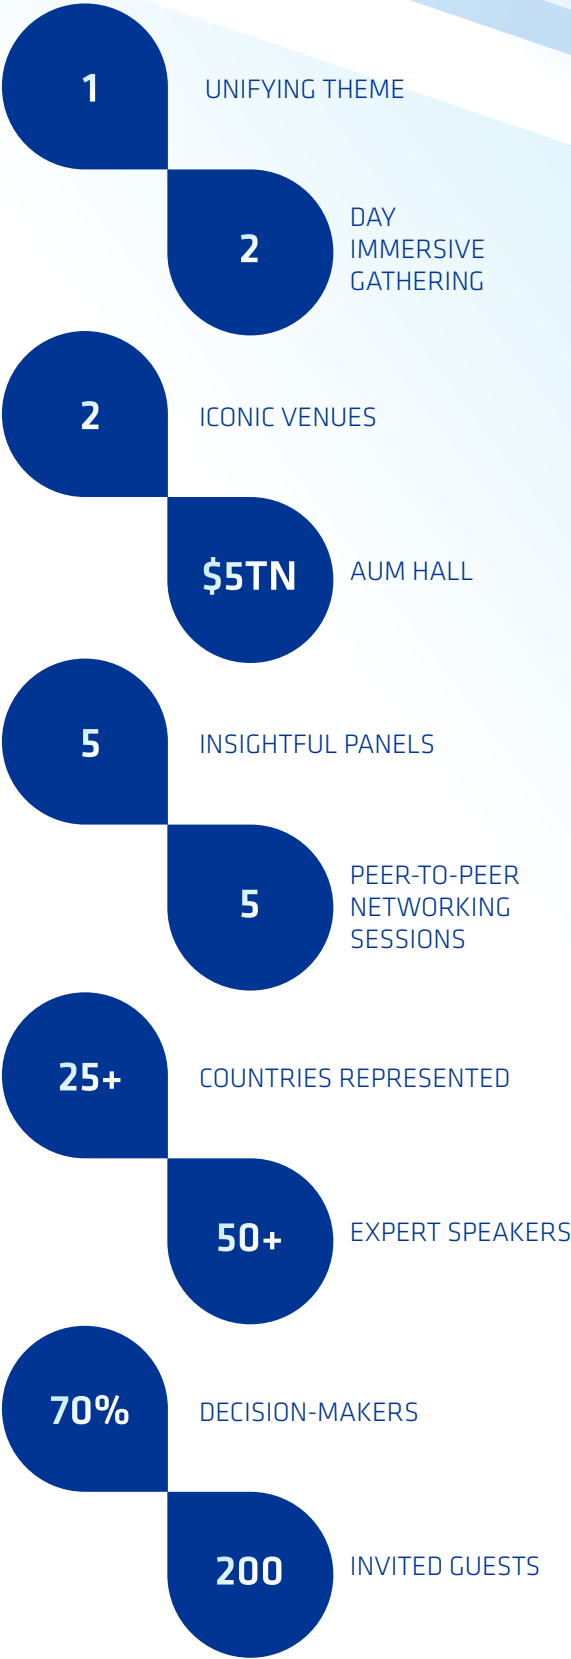 1
UNIFYING THEME
2
DAY
IMMERSIVE
GATHERING
2
ICONIC VENUES
$5TN
AUM HALL
5
INSIGHTFUL PANELS
5
PEER-TO-PEER
NETWORKING
SESSIONS
25+
COUNTRIES REPRESENTED
50+
EXPERT SPEAKERS
70%
DECISION-MAKERS
200
INVITED GUESTS